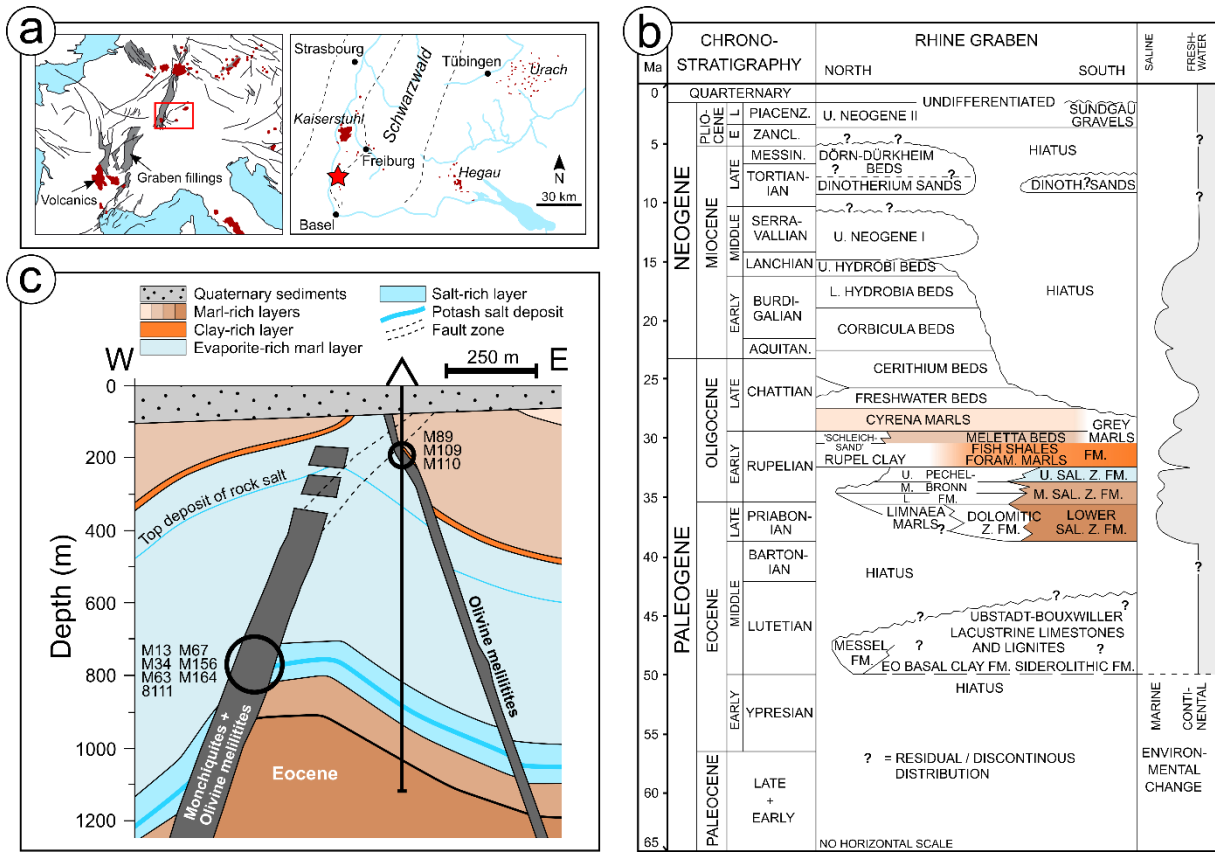 a
Strasbourg
Tübingen
Urach
Schwarzwald
Kaiserstuhl
Freiburg
Hegau
Basel
N
30 km
Graben fillings
Volcanics
b
CHRONO-
STRATIGRAPHY
RHINE GRABEN
NORTH
SOUTH
SALINE
FRESH-
WATER
Ma
0
5
10
15
20
25
30
35
40
45
50
55
60
65
QUARTERNARY
NEOGENE
PALEOGENE
PLIO-
CENE
MIOCENE
OLIGOCENE
EOCENE
PALEOCENE
L
E
LATE
MIDDLE
EARLY
LATE
EARLY
LATE
MIDDLE
EARLY
PIACENZ.
ZANCL.
MESSIN.
TORTIAN-
IAN
SERRA-
VALLIAN
LANCHIAN
BURDI-
GALIAN
AQUITAN.
CHATTIAN
RUPELIAN
PRIABON-
IAN
BARTON-
IAN
LUTETIAN
YPRESIAN
LATE
+
EARLY
UNDIFFERENTIATED
U. NEOGENE II
SUNDGAU
GRAVELS
? ?
HIATUS
?
DÖRN-DÜRKHEIM
BEDS
? ?
DINOTHERIUM SANDS
DINOTH.?SANDS
?
? ?
U. NEOGENE I
U. HYDROBI BEDS
L. HYDROBIA BEDS
HIATUS
CORBICULA BEDS
CERITHIUM BEDS
FRESHWATER BEDS
CYRENA MARLS
GREY
MARLS
'SCHLEICH-
SAND'
MELETTA BEDS
RUPEL CLAY
FISH SHALES
FORAM. MARLS
FM.
U. PECHEL-
M. BRONN
L. FM.
U. SAL. Z. FM.
M. SAL. Z. FM.
LIMNAEA
MARLS
?
DOLOMITIC
Z. FM.
LOWER
SAL. Z. FM.
HIATUS
?
?
?
?
UBSTADT-BOUXWILLER
LACUSTRINE LIMESTONES
AND LIGNITES
?
?
MESSEL
FM.
EO BASAL CLAY FM. SIDEROLITHIC FM.
HIATUS
MARINE
CONTI-
NENTAL
ENVIRON-
MENTAL
CHANGE
? = RESIDUAL / DISCONTINOUS
DISTRIBUTION
NO HORIZONTAL SCALE
c
Quaternary sediments
Marl-rich layers
Clay-rich layer
Evaporite-rich marl layer
Salt-rich layer
Potash salt deposit
Fault zone
W
E
250 m
Depth (m)
0
200
400
600
800
1000
1200
M89
M109
M110
Top deposit of rock salt
M13 M67
M34 M156
M63 M164
8111
Olivine melilitites
Monchiquites +
Olivine melilitites
Eocene